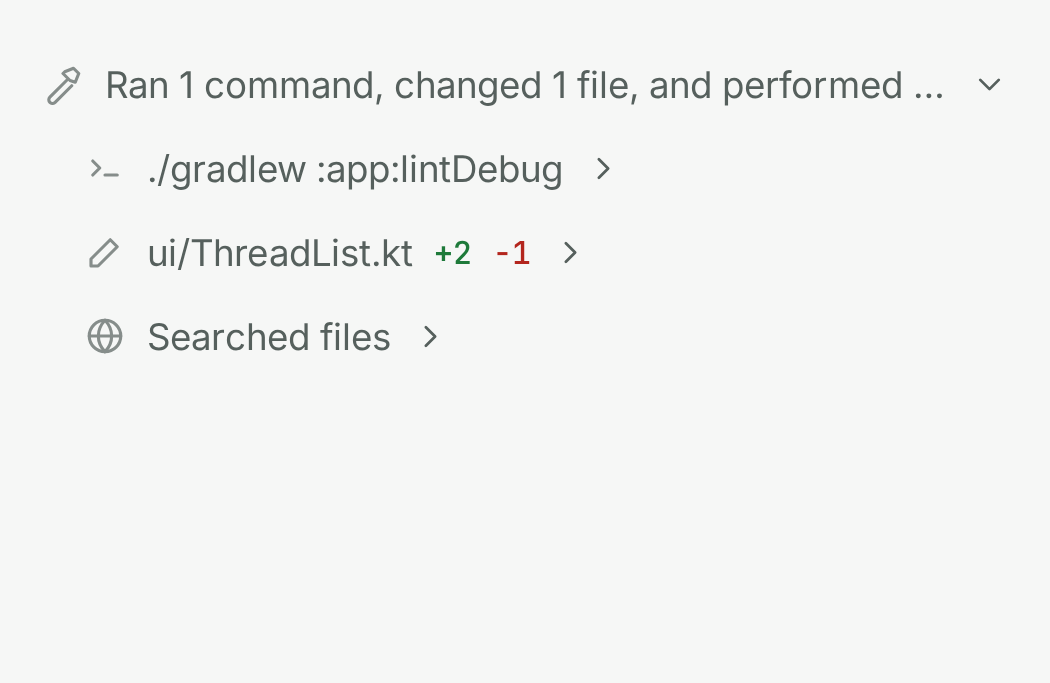 Ran 1 command, changed 1 file, and performed ...
./gradlew :app:lintDebug
ui/ThreadList.kt +2 -1
Searched files